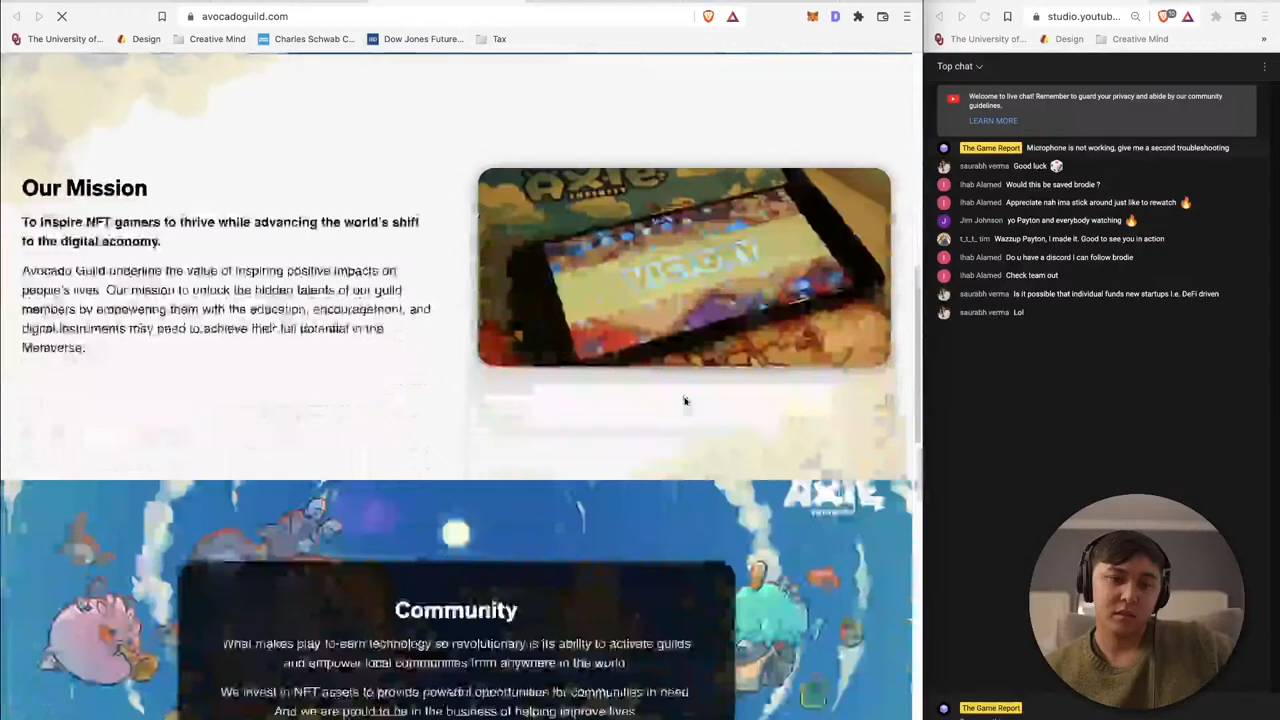 avocadoguild.com
The University of...
Design
Creative Mind
Charles Schwab C...
Dow Jones Future...
Tax
Our Mission
To inspire NFT gamers to thrive while advancing the world's shift
to the digital economy.
Avocado Guild underline the value of inspiring positive impacts on
people's lives. Our mission to unlock the hidden talents of our guild
members by empowering them with the education, encouragement, and
digital instruments they need to achieve their full potential in the
Metaverse.
AXIE
Community
What makes play to-earn technology so revolutionary is its ability to activate guilds
and empower local communities from anywhere in the world
We invest in NFT assets to provide powerful opportunities for communities in need
And we are proud to be in the business of helping improve lives
studio.youtub...
10
The University of...
Design
Creative Mind
»
Top chat
Welcome to live chat! Remember to guard your privacy and abide by our community
guidelines.
LEARN MORE
The Game Report Microphone is not working, give me a second troubleshooting
saurabh verma Good luck
Ihab Alamed Would this be saved brodie ?
Ihab Alamed Appreciate nah ima stick around just like to rewatch
Jim Johnson yo Payton and everybody watching
t_t_t_ tim Wazzup Payton, I made it. Good to see you in action
Ihab Alamed Do u have a discord I can follow brodie
Ihab Alamed Check team out
saurabh verma Is it possible that individual funds new startups i.e. DeFi driven
saurabh verma Lol
The Game Report